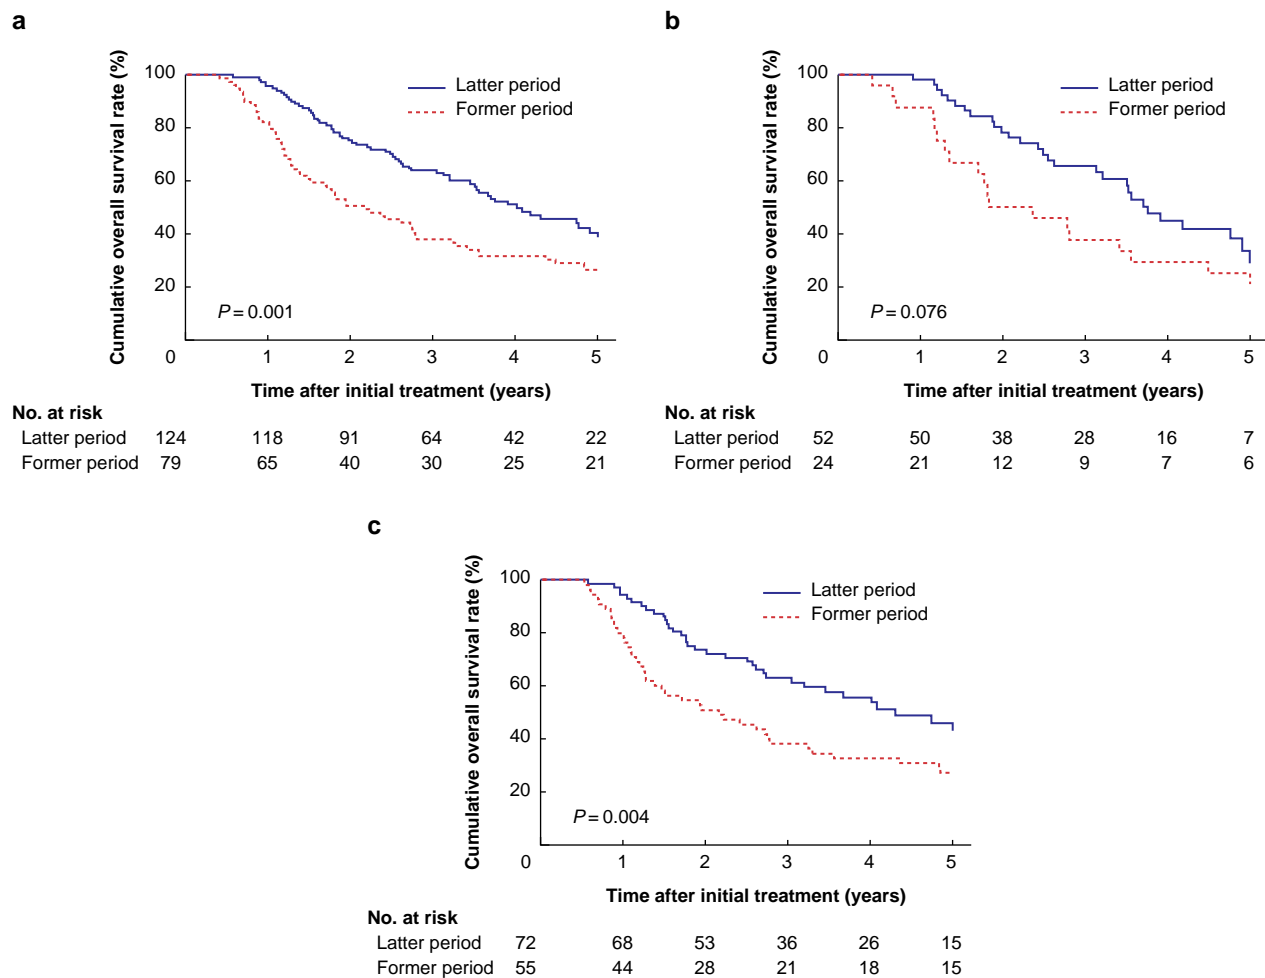 a
Cumulative overall survival rate (%)
100
80
60
40
20
0
1 2 3 4 5
Latter period
Former period
P = 0.001
Time after initial treatment (years)
No. at risk
Latter period 124 118 91 64 42 22
Former period 79 65 40 30 25 21
b
Cumulative overall survival rate (%)
100
80
60
40
20
0
1 2 3 4 5
Latter period
Former period
P = 0.076
Time after initial treatment (years)
No. at risk
Latter period 52 50 38 28 16 7
Former period 24 21 12 9 7 6
c
Cumulative overall survival rate (%)
100
80
60
40
20
0
1 2 3 4 5
Latter period
Former period
P = 0.004
Time after initial treatment (years)
No. at risk
Latter period 72 68 53 36 26 15
Former period 55 44 28 21 18 15